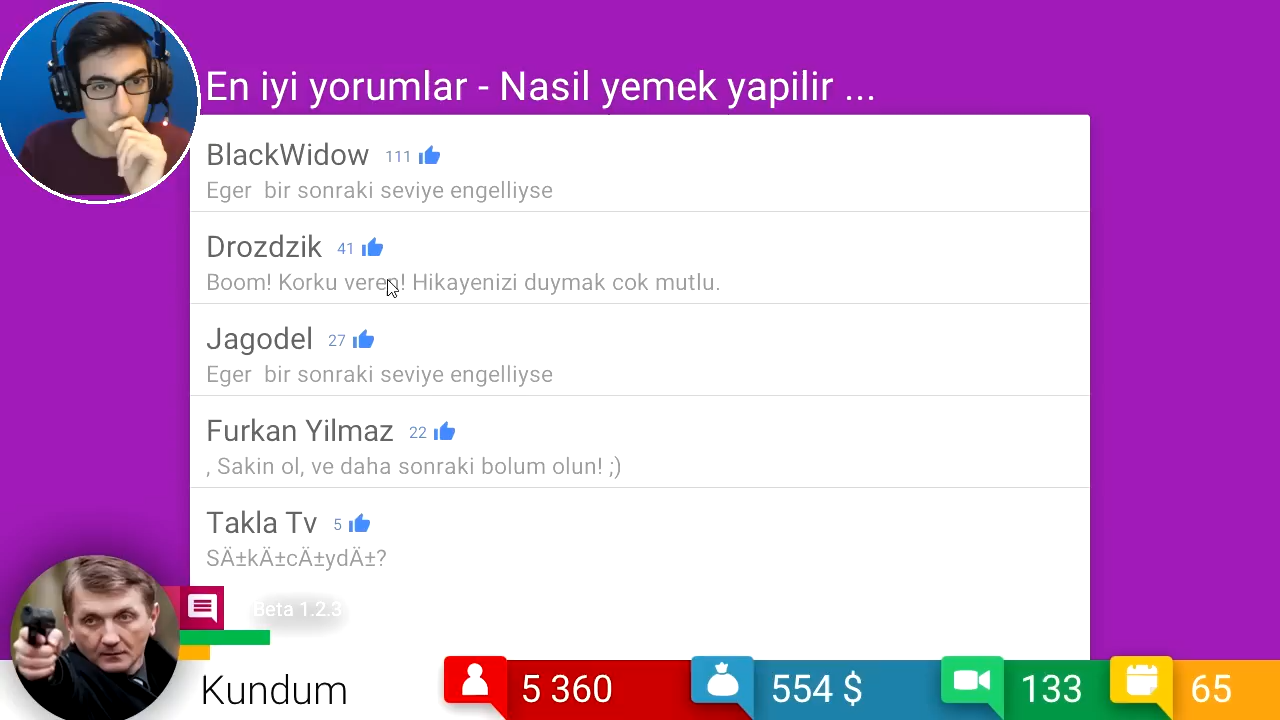 En iyi yorumlar - Nasil yemek yapilir ...
BlackWidow 111
Eger  bir sonraki seviye engelliyse
Drozdzik 41
Boom! Korku veren! Hikayenizi duymak cok mutlu.
Jagodel 27
Eger  bir sonraki seviye engelliyse
Furkan Yilmaz 22
, Sakin ol, ve daha sonraki bolum olun! ;)
Takla Tv 5
SÄ±kÄ±cÄ±ydÄ±?
Beta 1.2.3
Kundum
5 360
554 $
133
65